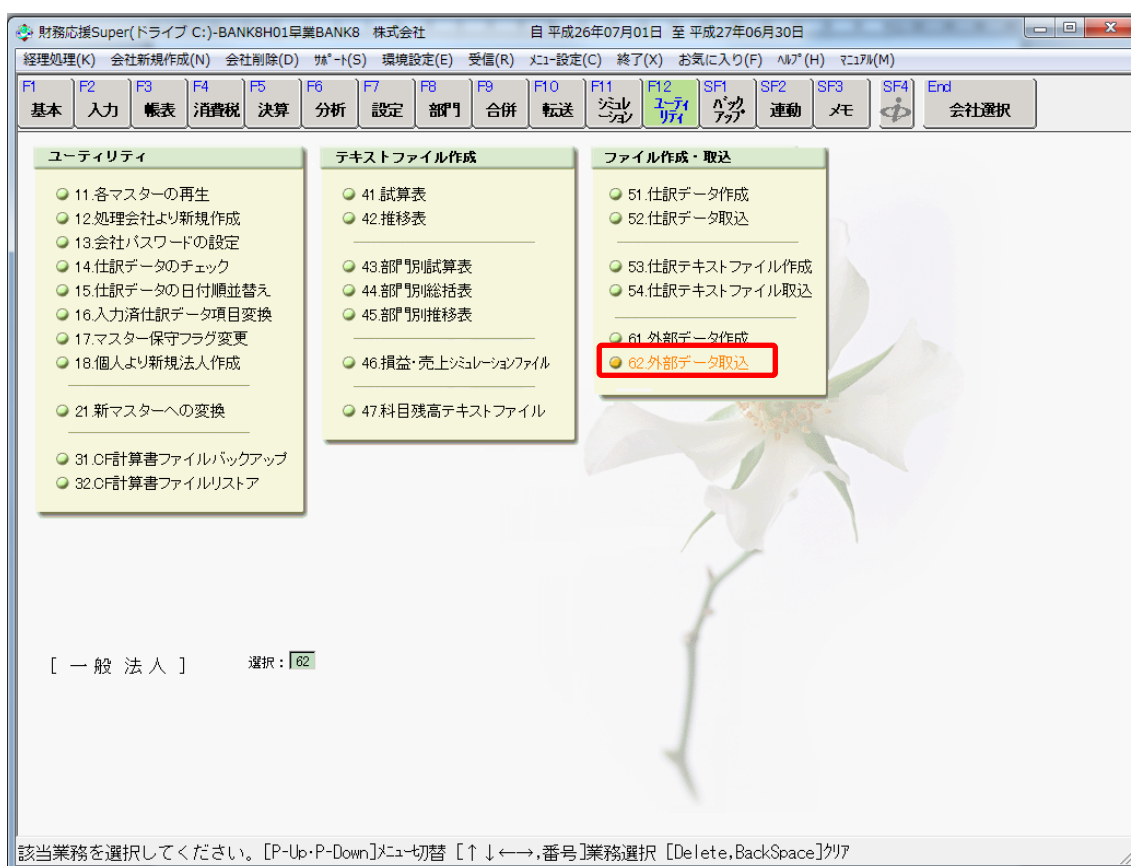 財務応援Super(ドライブ C:)-BANK8H01早業BANK8 株式会社 自 平成26年07月01日 至 平成27年06月30日
経理処理(K) 会社新規作成(N) 会社削除(D) ｻﾎﾟｰﾄ(S) 環境設定(E) 受信(R) ﾒﾆｭｰ設定(C) 終了(X) お気に入り(F) ﾍﾙﾌﾟ(H) ﾏﾆｭｱﾙ(M)
F1 F2 F3 F4 F5 F6 F7 F8 F9 F10 F11 F12 SF1 SF2 SF3 SF4 End
基本 入力 帳表 消費税 決算 分析 設定 部門 合併 転送 ｼﾐｭﾚｰｼｮﾝ ﾕｰﾃｨﾘﾃｨ ﾊﾞｯｸｱｯﾌﾟ 連動 メモ 会社選択
ユーティリティ
11.各マスターの再生
12.処理会社より新規作成
13.会社パスワードの設定
14.仕訳データのチェック
15.仕訳データの日付順並替え
16.入力済仕訳データ項目変換
17.マスター保守フラグ変更
18.個人より新規法人作成
21.新マスターへの変換
31.CF計算書ファイルバックアップ
32.CF計算書ファイルリストア
テキストファイル作成
41.試算表
42.推移表
43.部門別試算表
44.部門別総括表
45.部門別推移表
46.損益・売上ｼﾐｭﾚｰｼｮﾝﾌｧｲﾙ
47.科目残高テキストファイル
ファイル作成・取込
51.仕訳データ作成
52.仕訳データ取込
53.仕訳テキストファイル作成
54.仕訳テキストファイル取込
61.外部データ作成
62.外部データ取込
[ 一 般 法 人 ] 選択： 62
該当業務を選択してください。[P-Up・P-Down]ﾒﾆｭｰ切替 [↑↓←→,番号]業務選択 [Delete,BackSpace]ｸﾘｱ